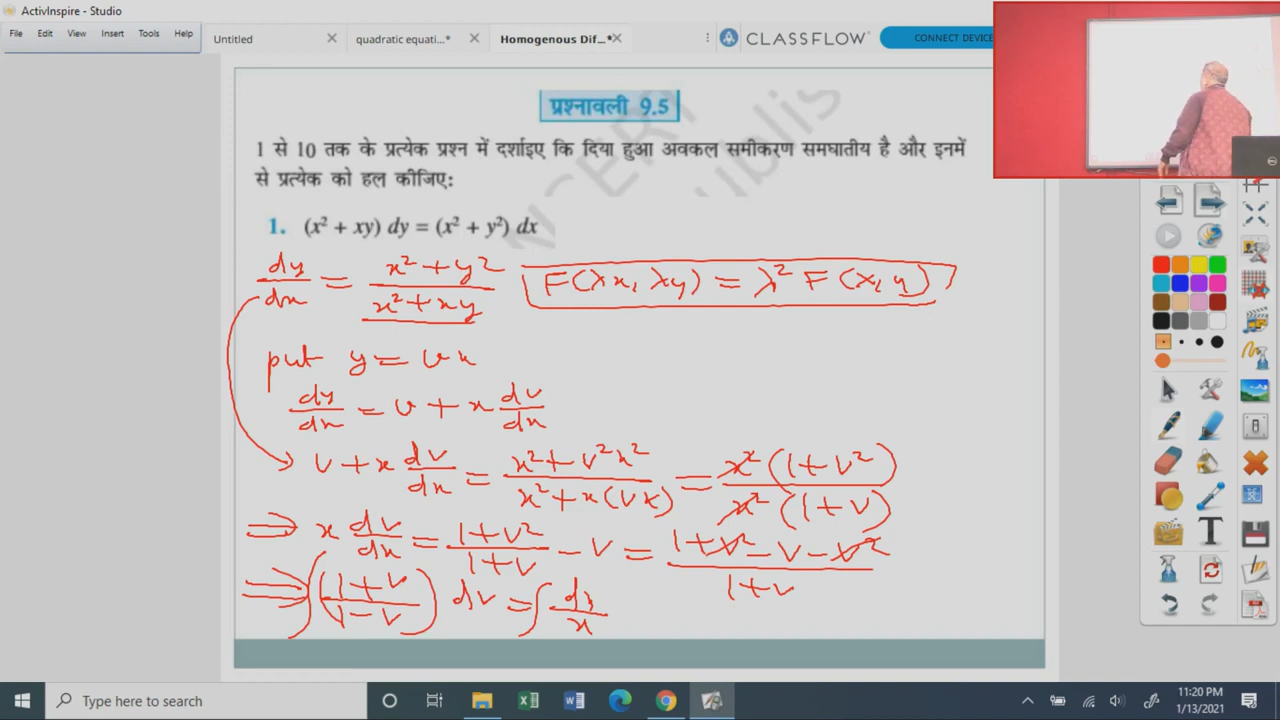 ActivInspire - Studio
File Edit View Insert Tools Help
Untitled
quadratic equati...*
Homogenous Dif...*
CLASSFLOW
CONNECT DEVICE
प्रश्नावली 9.5
1 से 10 तक के प्रत्येक प्रश्न में दर्शाइए कि दिया हुआ अवकल समीकरण समघातीय है और इनमें
से प्रत्येक को हल कीजिए:
1. (x² + xy) dy = (x² + y²) dx
dy/dx = (x² + y²)/(x² + xy) F(λx, λy) = λ² F(x, y)
put y = vx
dy/dx = v + x dv/dx
v + x dv/dx = (x² + v²x²)/(x² + x(vx)) = x²(1+v²)/x²(1+v)
⇒ x dv/dx = (1+v²)/(1+v) - v = (1+v²-v-v²)/(1+v)
⇒ ∫((1+v)/(1-v)) dv = ∫dx/x
Type here to search
11:20 PM
1/13/2021